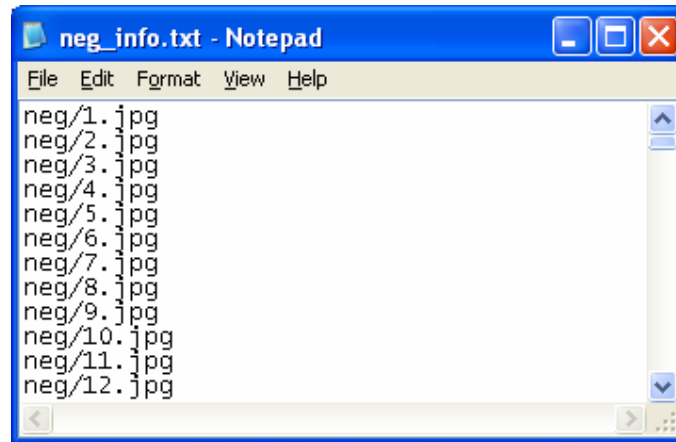 neg_info.txt - Notepad
File Edit Format View Help
neg/1.jpg
neg/2.jpg
neg/3.jpg
neg/4.jpg
neg/5.jpg
neg/6.jpg
neg/7.jpg
neg/8.jpg
neg/9.jpg
neg/10.jpg
neg/11.jpg
neg/12.jpg